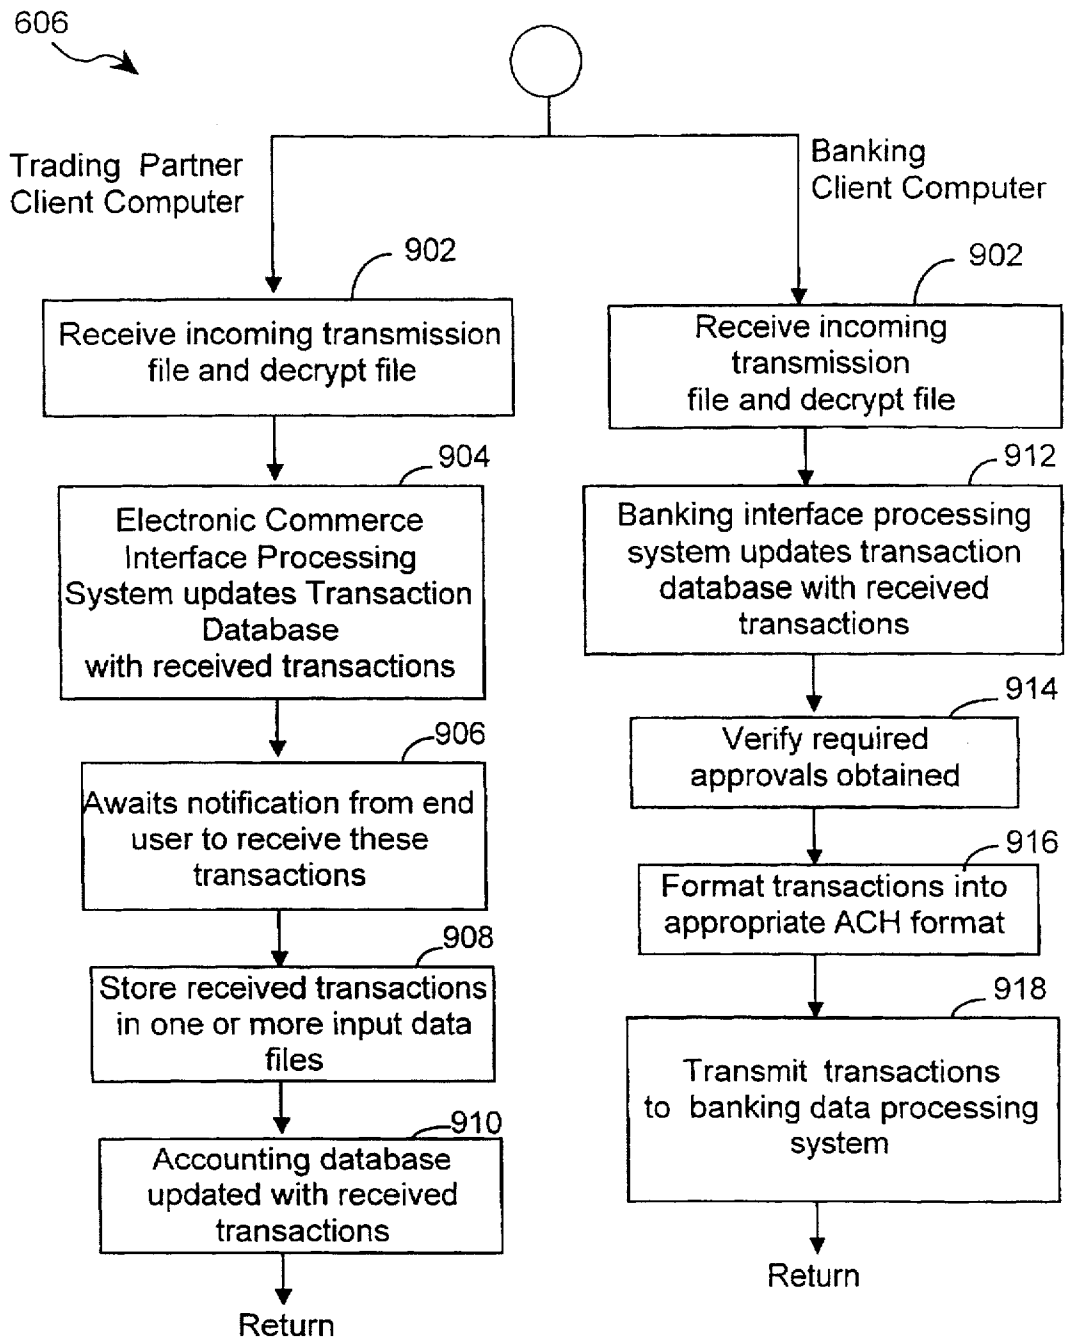 606
Trading Partner
Client Computer
902
Receive incoming transmission
file and decrypt file
904
Electronic Commerce
Interface Processing
System updates Transaction
Database
with received transactions
906
Awaits notification from end
user to receive these
transactions
908
Store received transactions
in one or more input data
files
910
Accounting database
updated with received
transactions
Return
Banking
Client Computer
902
Receive incoming
transmission
file and decrypt file
912
Banking interface processing
system updates transaction
database with received
transactions
914
Verify required
approvals obtained
916
Format transactions into
appropriate ACH format
918
Transmit transactions
to banking data processing
system
Return